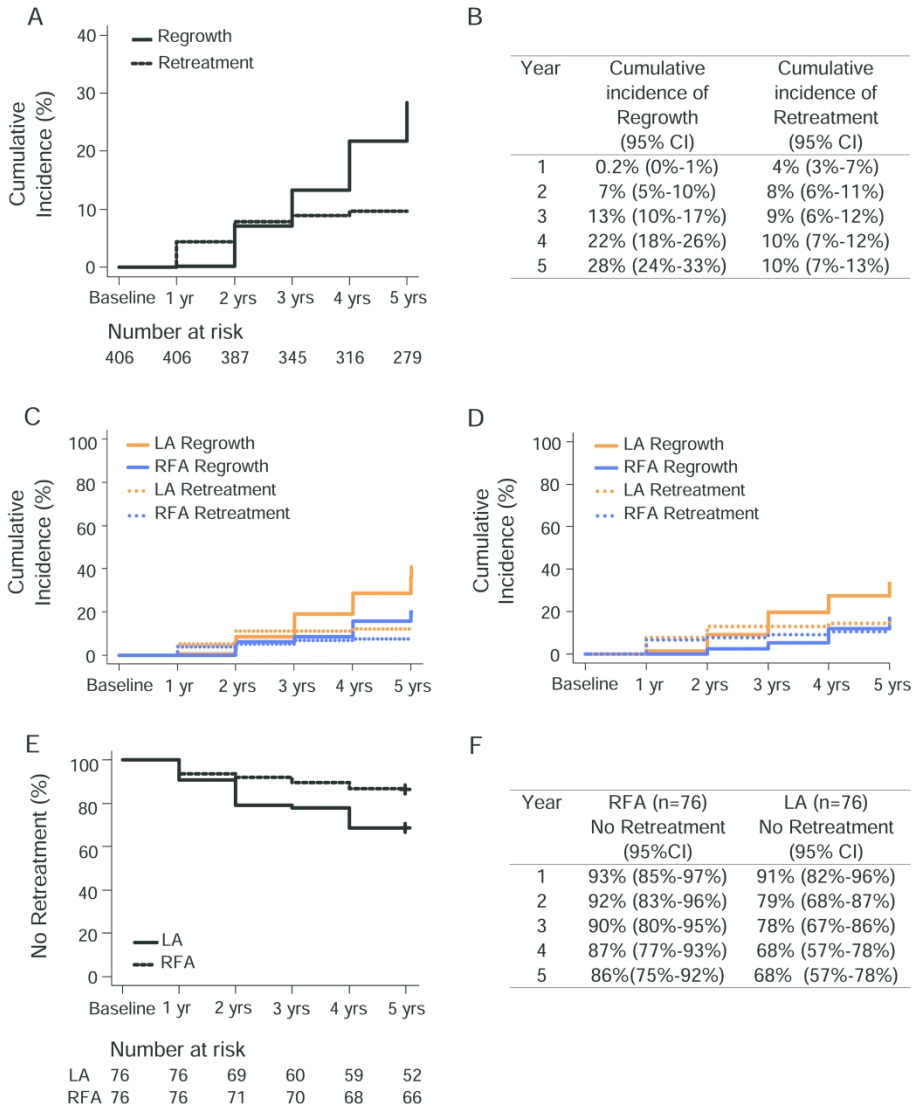 A
40
30
20
10
0
Cumulative
Incidence (%)
Regrowth
Retreatment
Baseline 1 yr 2 yrs 3 yrs 4 yrs 5 yrs
Number at risk
406 406 387 345 316 279
B
Year Cumulative incidence of Regrowth (95% CI) Cumulative incidence of Retreatment (95% CI)
1 0.2% (0%-1%) 4% (3%-7%)
2 7% (5%-10%) 8% (6%-11%)
3 13% (10%-17%) 9% (6%-12%)
4 22% (18%-26%) 10% (7%-12%)
5 28% (24%-33%) 10% (7%-13%)
C
100
80
60
40
20
0
Cumulative
Incidence (%)
LA Regrowth
RFA Regrowth
LA Retreatment
RFA Retreatment
Baseline 1 yr 2 yrs 3 yrs 4 yrs 5 yrs
D
100
80
60
40
20
0
Cumulative
Incidence (%)
LA Regrowth
RFA Regrowth
LA Retreatment
RFA Retreatment
Baseline 1 yr 2 yrs 3 yrs 4 yrs 5 yrs
E
100
80
60
40
20
0
No Retreatment (%)
LA
RFA
Baseline 1 yr 2 yrs 3 yrs 4 yrs 5 yrs
Number at risk
LA 76 76 69 60 59 52
RFA 76 76 71 70 68 66
F
Year RFA (n=76) No Retreatment (95%CI) LA (n=76) No Retreatment (95% CI)
1 93% (85%-97%) 91% (82%-96%)
2 92% (83%-96%) 79% (68%-87%)
3 90% (80%-95%) 78% (67%-86%)
4 87% (77%-93%) 68% (57%-78%)
5 86%(75%-92%) 68% (57%-78%)